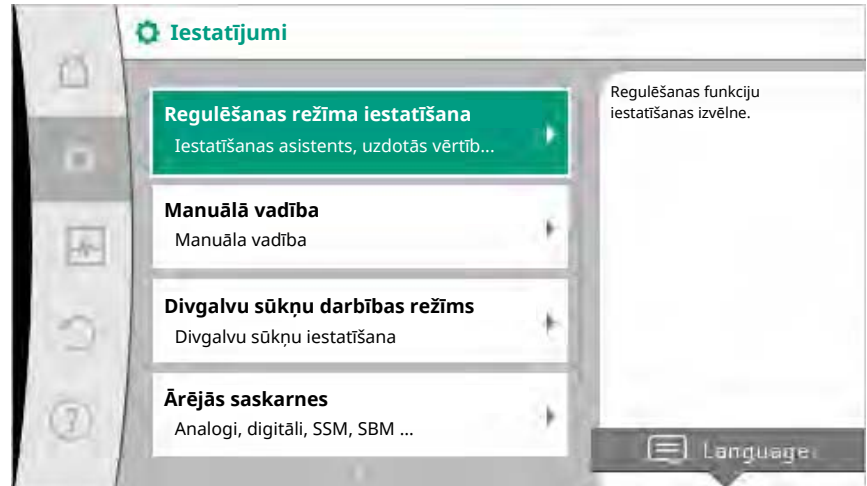 Iestatījumi
Regulēšanas režīma iestatīšana
Iestatīšanas asistents, uzdotās vērtīb...
Manuālā vadība
Manuāla vadība
Divgalvu sūkņu darbības režīms
Divgalvu sūkņu iestatīšana
Ārējās saskarnes
Analogi, digitāli, SSM, SBM ...
Regulēšanas funkciju
iestatīšanas izvēlne.
Language